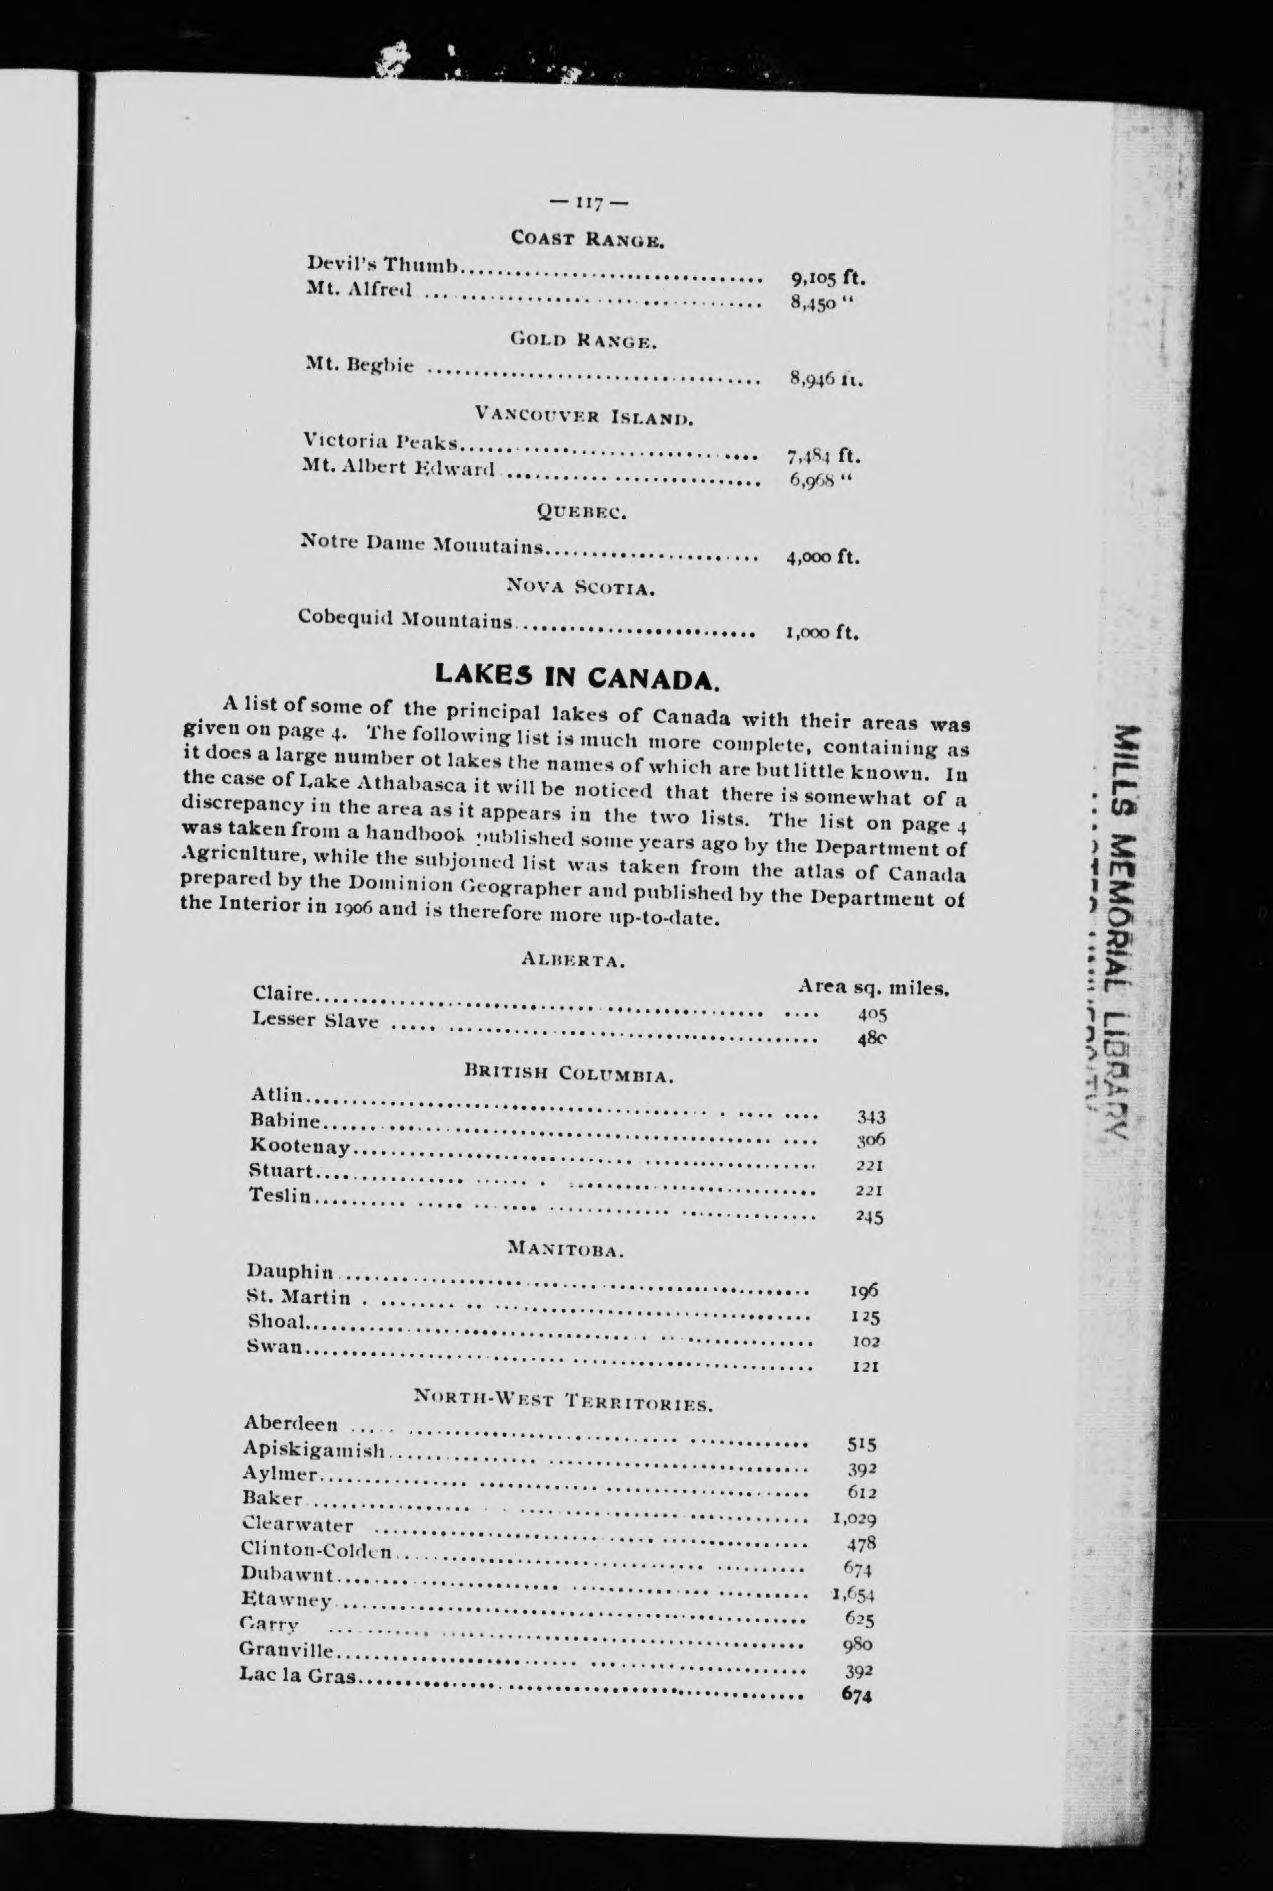 — 117 —
COAST RANGE.
Devil's Thumb.................................. 9,105 ft.
Mt. Alfred .................................. 8,450 "
GOLD RANGE.
Mt. Begbie .................................. 8,946 ft.
VANCOUVER ISLAND.
Victoria Peaks.................................. 7,484 ft.
Mt. Albert Edward .................................. 6,968 "
QUEBEC.
Notre Dame Mountains........................ 4,000 ft.
NOVA SCOTIA.
Cobequid Mountains........................... 1,000 ft.
LAKES IN CANADA.
A list of some of the principal lakes of Canada with their areas was
given on page 4. The following list is much more complete, containing as
it does a large number ot lakes the names of which are but little known. In
the case of Lake Athabasca it will be noticed that there is somewhat of a
discrepancy in the area as it appears in the two lists. The list on page 4
was taken from a handbook published some years ago by the Department of
Agriculture, while the subjoined list was taken from the atlas of Canada
prepared by the Dominion Geographer and published by the Department of
the Interior in 1906 and is therefore more up-to-date.
ALBERTA.
Area sq. miles.
Claire.................................................. 405
Lesser Slave .................................................. 480
BRITISH COLUMBIA.
Atlin.................................................. 343
Babine.................................................. 306
Kootenay.................................................. 221
Stuart.................................................. 221
Teslin.................................................. 245
MANITOBA.
Dauphin .................................................. 196
St. Martin .................................................. 125
Shoal.................................................. 102
Swan.................................................. 121
NORTH-WEST TERRITORIES.
Aberdeen .................................................. 515
Apiskigamish.................................................. 392
Aylmer.................................................. 612
Baker .................................................. 1,029
Clearwater .................................................. 478
Clinton-Colden.................................................. 674
Dubawnt.................................................. 1,654
Etawney.................................................. 625
Garry .................................................. 980
Granville.................................................. 392
Lac la Gras.................................................. 674
MILLS MEMORIAL LIBRARY